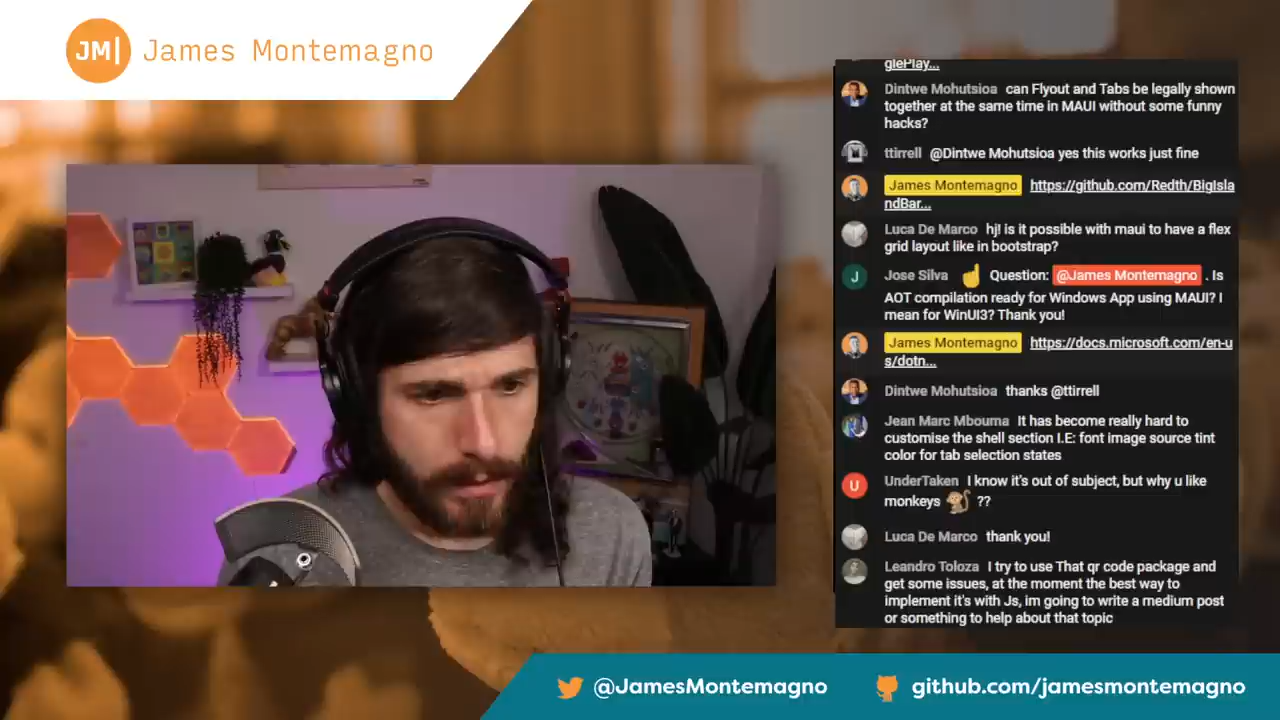 JM|
James Montemagno
glePlay...
Dintwe Mohutsioa can Flyout and Tabs be legally shown
together at the same time in MAUI without some funny
hacks?
ttirrell @Dintwe Mohutsioa yes this works just fine
James Montemagno https://github.com/Redth/BigIsla
ndBar...
Luca De Marco hj! is it possible with maui to have a flex
grid layout like in bootstrap?
J
Jose Silva ☝ Question: @James Montemagno . Is
AOT compilation ready for Windows App using MAUI? I
mean for WinUI3? Thank you!
James Montemagno https://docs.microsoft.com/en-u
s/dotn...
Dintwe Mohutsioa thanks @ttirrell
Jean Marc Mbouma It has become really hard to
customise the shell section I.E: font image source tint
color for tab selection states
U
UnderTaken I know it's out of subject, but why u like
monkeys 🐒 ??
Luca De Marco thank you!
Leandro Toloza I try to use That qr code package and
get some issues, at the moment the best way to
implement it's with Js, im going to write a medium post
or something to help about that topic
@JamesMontemagno
github.com/jamesmontemagno